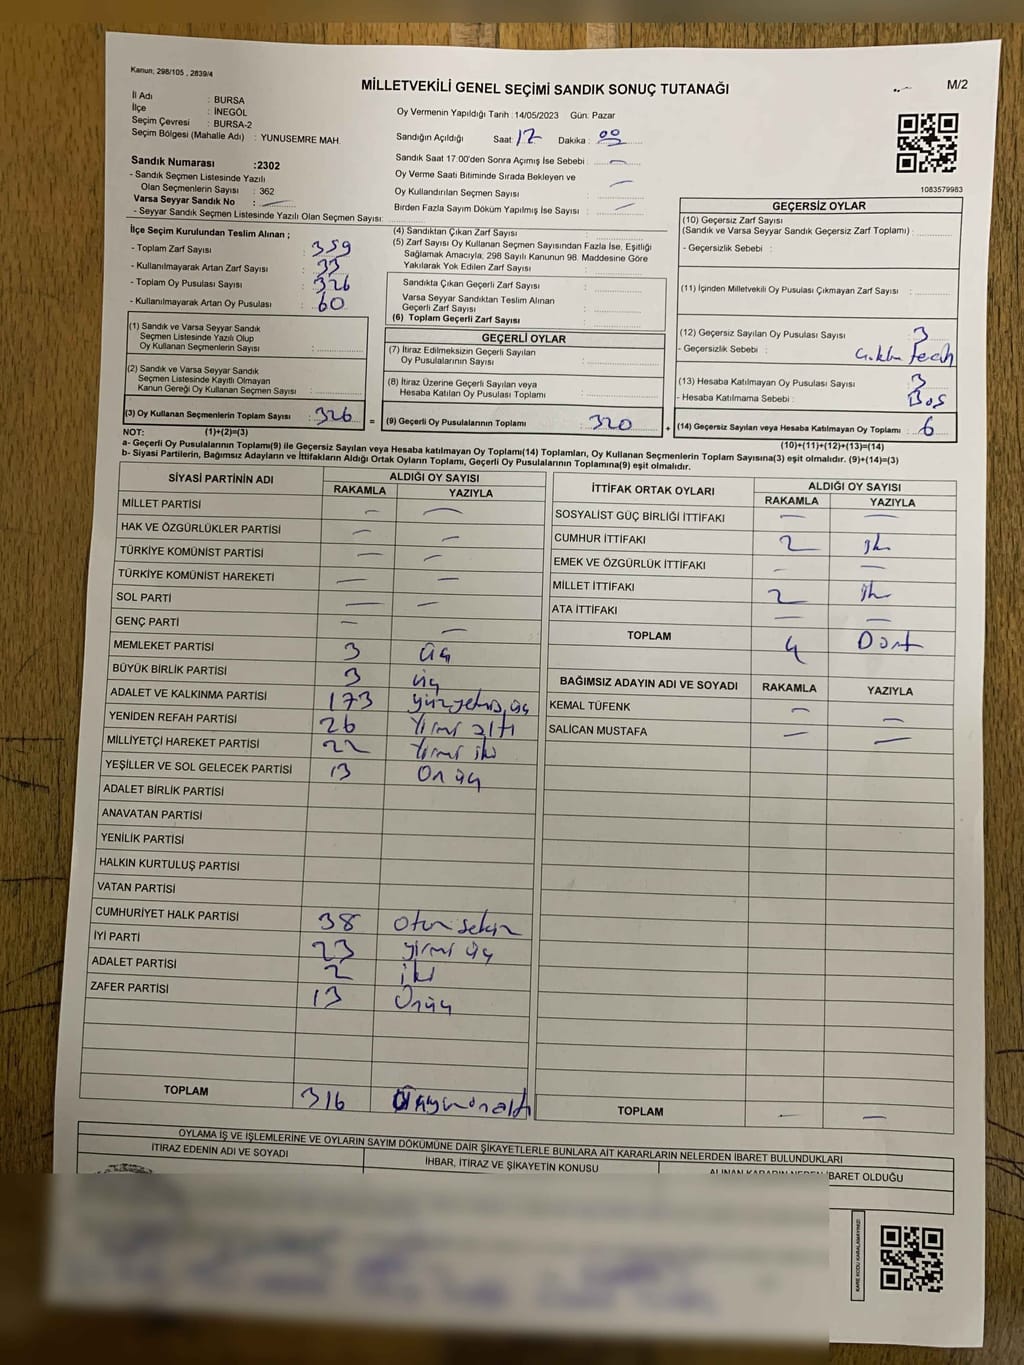 Kanun; 298/105 , 2839/4
MİLLETVEKİLİ GENEL SEÇİMİ SANDIK SONUÇ TUTANAĞI
M/2
İl Adı : BURSA
İlçe : İNEGÖL
Seçim Çevresi : BURSA-2
Seçim Bölgesi (Mahalle Adı) : YUNUSEMRE MAH.
Oy Vermenin Yapıldığı Tarih :14/05/2023 Gün: Pazar
Sandığın Açıldığı Saat: 17 Dakika : 00
Sandık Saat 17:00'den Sonra Açımış İse Sebebi : —
Oy Verme Saati Bitiminde Sırada Bekleyen ve
Oy Kullandırılan Seçmen Sayısı : —
Birden Fazla Sayım Döküm Yapılmış İse Sayısı : —
1083579983
Sandık Numarası :2302
- Sandık Seçmen Listesinde Yazılı
Olan Seçmenlerin Sayısı : 362
Varsa Seyyar Sandık No : —
- Seyyar Sandık Seçmen Listesinde Yazılı Olan Seçmen Sayısı:
İlçe Seçim Kurulundan Teslim Alınan ;
- Toplam Zarf Sayısı : 359
- Kullanılmayarak Artan Zarf Sayısı : 33
- Toplam Oy Pusulası Sayısı : 326
- Kullanılmayarak Artan Oy Pusulası : 60
(4) Sandıktan Çıkan Zarf Sayısı :
(5) Zarf Sayısı Oy Kullanan Seçmen Sayısından Fazla İse, Eşitliği
Sağlamak Amacıyla; 298 Sayılı Kanunun 98. Maddesine Göre
Yakılarak Yok Edilen Zarf Sayısı :
Sandıkta Çıkan Geçerli Zarf Sayısı :
Varsa Seyyar Sandıktan Teslim Alınan
Geçerli Zarf Sayısı :
(6) Toplam Geçerli Zarf Sayısı :
GEÇERSİZ OYLAR
(10) Geçersiz Zarf Sayısı
(Sandık ve Varsa Seyyar Sandık Geçersiz Zarf Toplamı) :
- Geçersizlik Sebebi :
(11) İçinden Milletvekili Oy Pusulası Çıkmayan Zarf Sayısı :
(12) Geçersiz Sayılan Oy Pusulası Sayısı : 3
- Geçersizlik Sebebi :
(13) Hesaba Katılmayan Oy Pusulası Sayısı : 3
- Hesaba Katılmama Sebebi : Boş
(14) Geçersiz Sayılan veya Hesaba Katılmayan Oy Toplamı : 6
(10)+(11)+(12)+(13)=(14)
(1) Sandık ve Varsa Seyyar Sandık
Seçmen Listesinde Yazılı Olup
Oy Kullanan Seçmenlerin Sayısı :
(2) Sandık ve Varsa Seyyar Sandık
Seçmen Listesinde Kayıtlı Olmayan
Kanun Gereği Oy Kullanan Seçmen Sayısı :
(3) Oy Kullanan Seçmenlerin Toplam Sayısı : 326 =
(1)+(2)=(3)
GEÇERLİ OYLAR
(7) İtiraz Edilmeksizin Geçerli Sayılan
Oy Pusulalarının Sayısı :
(8) İtiraz Üzerine Geçerli Sayılan veya
Hesaba Katılan Oy Pusulası Toplamı :
(9) Geçerli Oy Pusulalarının Toplamı : 320 +
NOT:
a- Geçerli Oy Pusulalarının Toplamı(9) ile Geçersiz Sayılan veya Hesaba katılmayan Oy Toplamı(14) Toplamları, Oy Kullanan Seçmenlerin Toplam Sayısına(3) eşit olmalıdır. (9)+(14)=(3)
b- Siyasi Partilerin, Bağımsız Adayların ve İttifakların Aldığı Ortak Oyların Toplamı, Geçerli Oy Pusulalarının Toplamına(9) eşit olmalıdır.
SİYASİ PARTİNİN ADI ALDIĞI OY SAYISI
RAKAMLA YAZIYLA
MİLLET PARTİSİ — —
HAK VE ÖZGÜRLÜKLER PARTİSİ — —
TÜRKİYE KOMÜNİST PARTİSİ — —
TÜRKİYE KOMÜNİST HAREKETİ — —
SOL PARTİ — —
GENÇ PARTİ — —
MEMLEKET PARTİSİ 3 üç
BÜYÜK BİRLİK PARTİSİ 3 üç
ADALET VE KALKINMA PARTİSİ 173 yüzyetmiş üç
YENİDEN REFAH PARTİSİ 26 Yirmi altı
MİLLİYETÇİ HAREKET PARTİSİ 22 Yirmi iki
YEŞİLLER VE SOL GELECEK PARTİSİ 13 On üç
ADALET BİRLİK PARTİSİ
ANAVATAN PARTİSİ
YENİLİK PARTİSİ
HALKIN KURTULUŞ PARTİSİ
VATAN PARTİSİ
CUMHURİYET HALK PARTİSİ 38 otuz sekiz
İYİ PARTİ 23 yirmi üç
ADALET PARTİSİ 2 iki
ZAFER PARTİSİ 13 Onüç
TOPLAM 316 üçyüzonaltı
İTTİFAK ORTAK OYLARI ALDIĞI OY SAYISI
RAKAMLA YAZIYLA
SOSYALİST GÜÇ BİRLİĞİ İTTİFAKI — —
CUMHUR İTTİFAKI 2 iki
EMEK VE ÖZGÜRLÜK İTTİFAKI — —
MİLLET İTTİFAKI 2 iki
ATA İTTİFAKI — —
TOPLAM 4 Dört
BAĞIMSIZ ADAYIN ADI VE SOYADI RAKAMLA YAZIYLA
KEMAL TÜFENK — —
SALİCAN MUSTAFA — —
TOPLAM — —
OYLAMA İŞ VE İŞLEMLERİNE VE OYLARIN SAYIM DÖKÜMÜNE DAİR ŞİKAYETLERLE BUNLARA AİT KARARLARIN NELERDEN İBARET BULUNDUKLARI
İTİRAZ EDENİN ADI VE SOYADI
İHBAR, İTİRAZ VE ŞİKAYETİN KONUSU
ALINAN KARARIN NEDEN İBARET OLDUĞU
KARE KODU KARALAMAYINIZ!